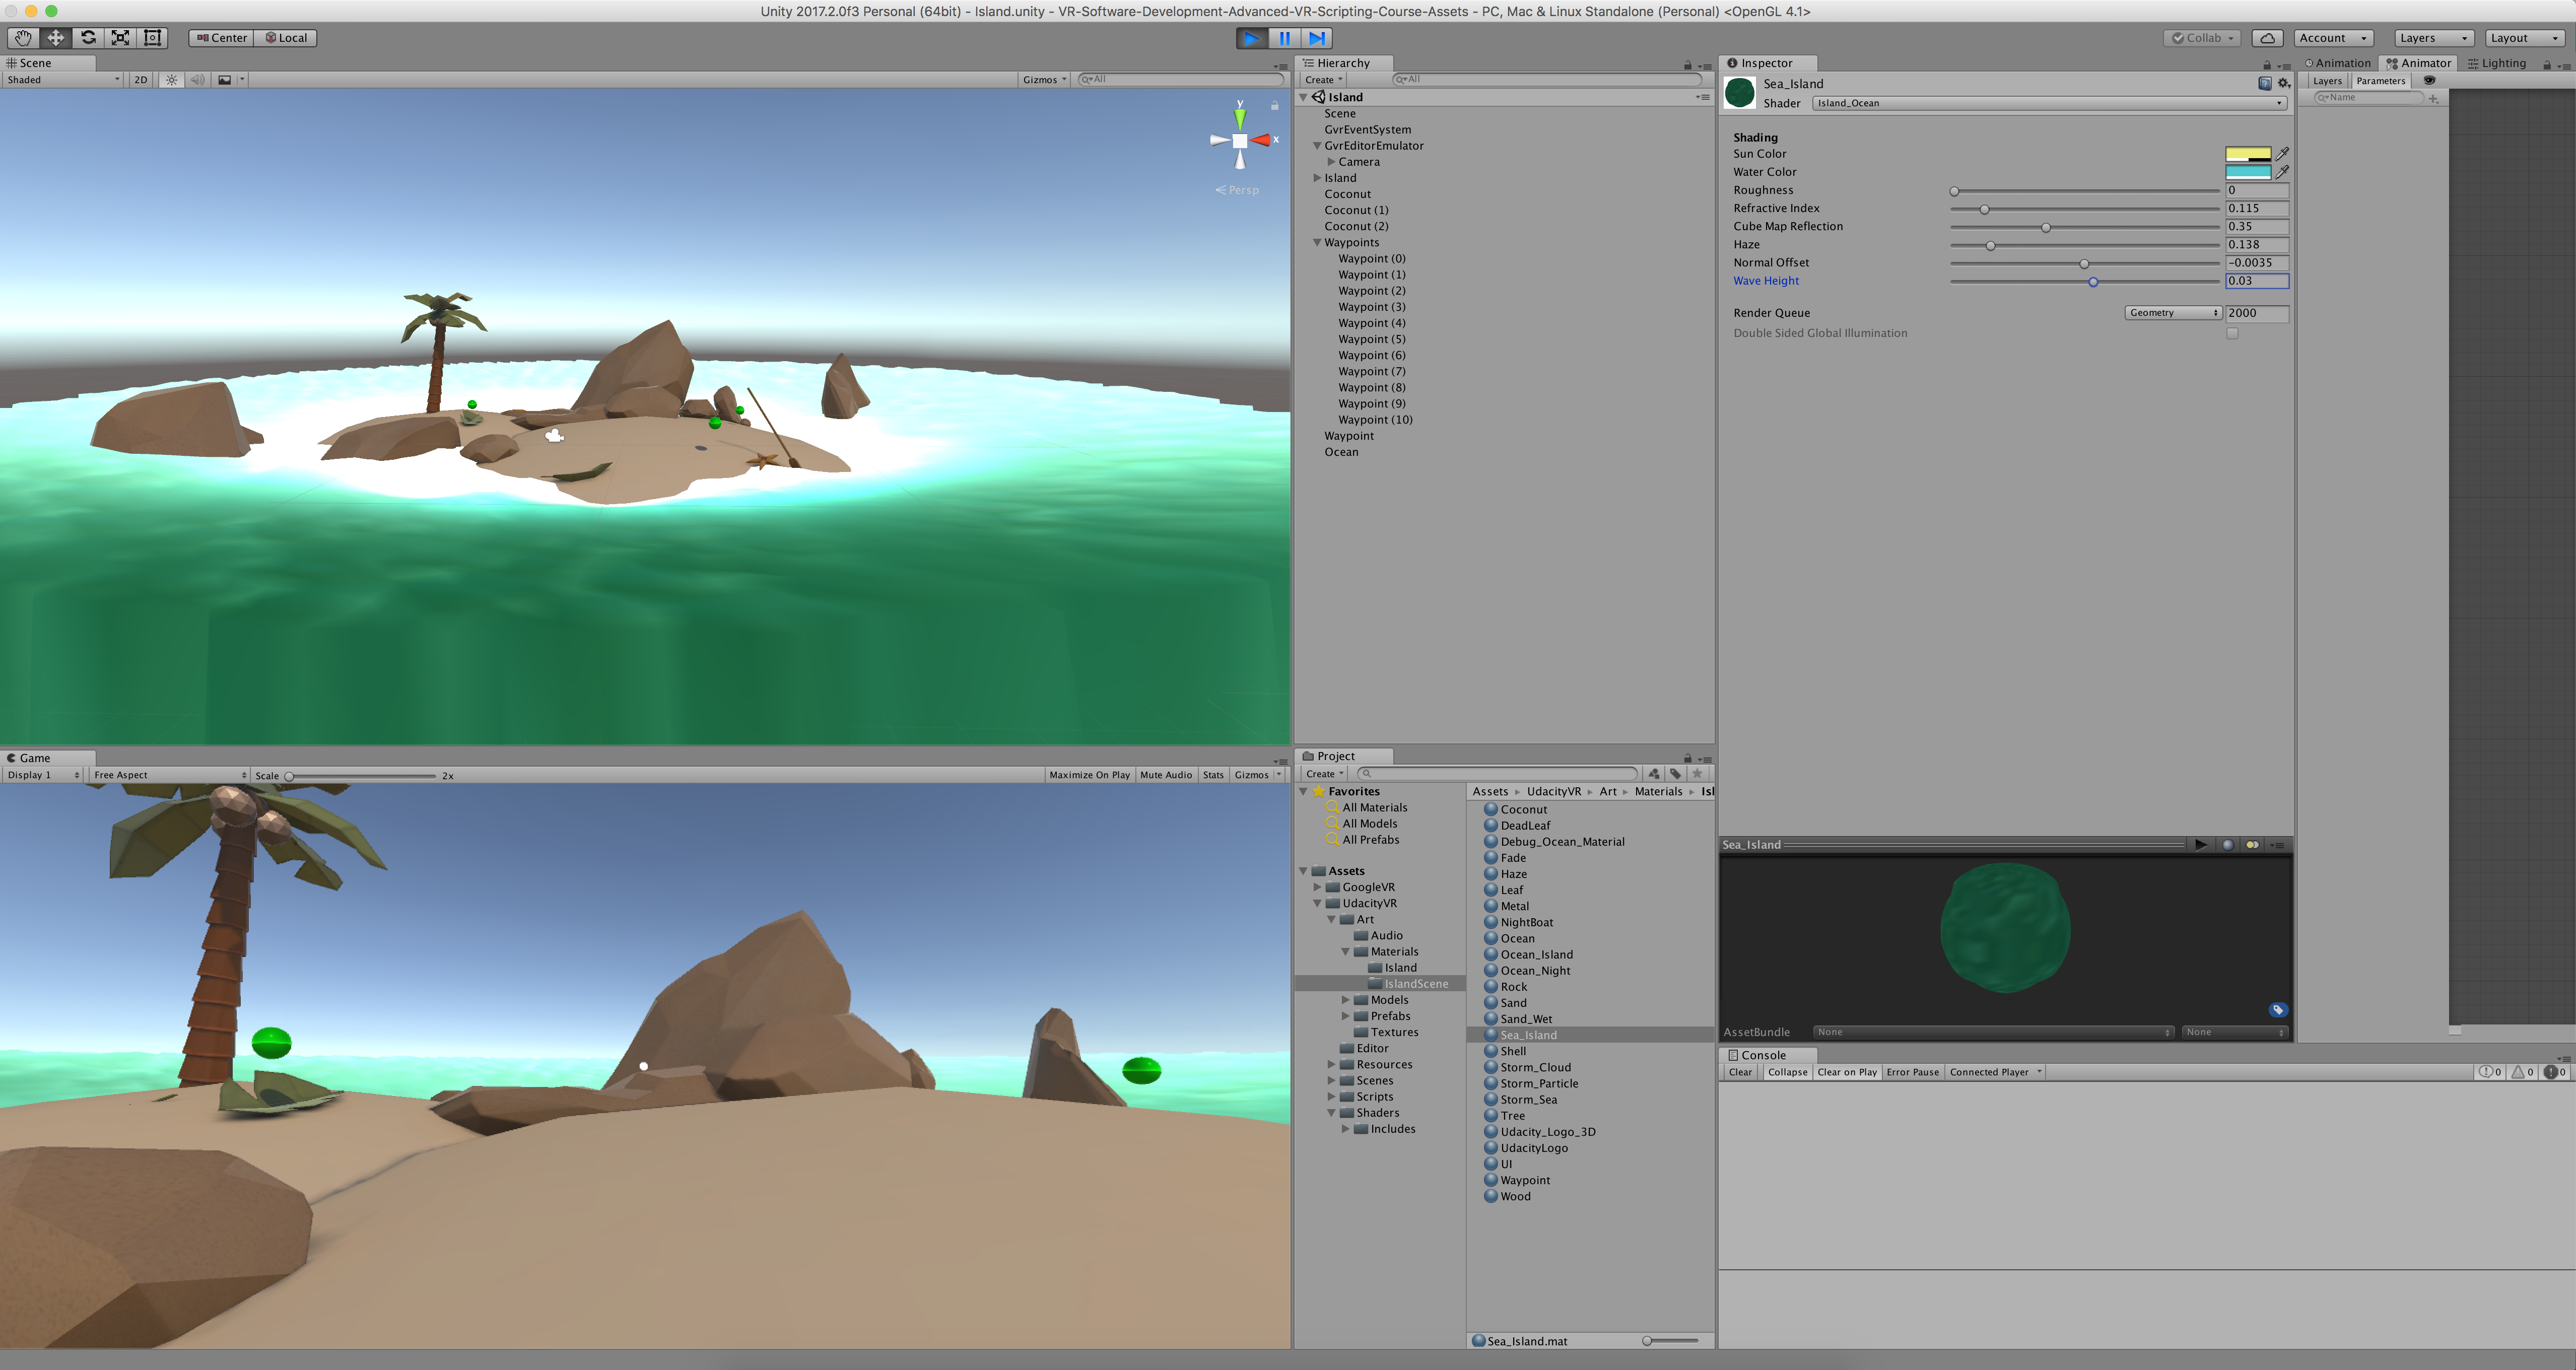 Unity 2017.2.0f3 Personal (64bit) - Island.unity - VR-Software-Development-Advanced-VR-Scripting-Course-Assets - PC, Mac & Linux Standalone (Personal) <OpenGL 4.1>
Center Local
Collab Account Layers Layout
Scene
Shaded 2D Gizmos All
y
x
Persp
Hierarchy
Create All
Island
Scene
GvrEventSystem
GvrEditorEmulator
Camera
Island
Coconut
Coconut (1)
Coconut (2)
Waypoints
Waypoint (0)
Waypoint (1)
Waypoint (2)
Waypoint (3)
Waypoint (4)
Waypoint (5)
Waypoint (6)
Waypoint (7)
Waypoint (8)
Waypoint (9)
Waypoint (10)
Waypoint
Ocean
Inspector
Sea_Island
Shader Island_Ocean
Shading
Sun Color
Water Color
Roughness 0
Refractive Index 0.115
Cube Map Reflection 0.35
Haze 0.138
Normal Offset -0.0035
Wave Height 0.03
Render Queue Geometry 2000
Double Sided Global Illumination
Animation Animator Lighting
Layers Parameters
Name
Game
Display 1 Free Aspect Scale 2x Maximize On Play Mute Audio Stats Gizmos
Project
Create
Favorites
All Materials
All Models
All Prefabs
Assets
GoogleVR
UdacityVR
Art
Audio
Materials
Island
IslandScene
Models
Prefabs
Textures
Editor
Resources
Scenes
Scripts
Shaders
Includes
Assets UdacityVR Art Materials Isl
Coconut
DeadLeaf
Debug_Ocean_Material
Fade
Haze
Leaf
Metal
NightBoat
Ocean
Ocean_Island
Ocean_Night
Rock
Sand
Sand_Wet
Sea_Island
Shell
Storm_Cloud
Storm_Particle
Storm_Sea
Tree
Udacity_Logo_3D
UdacityLogo
UI
Waypoint
Wood
Sea_Island.mat
Sea_Island
AssetBundle None None
Console
Clear Collapse Clear on Play Error Pause Connected Player 0 0 0